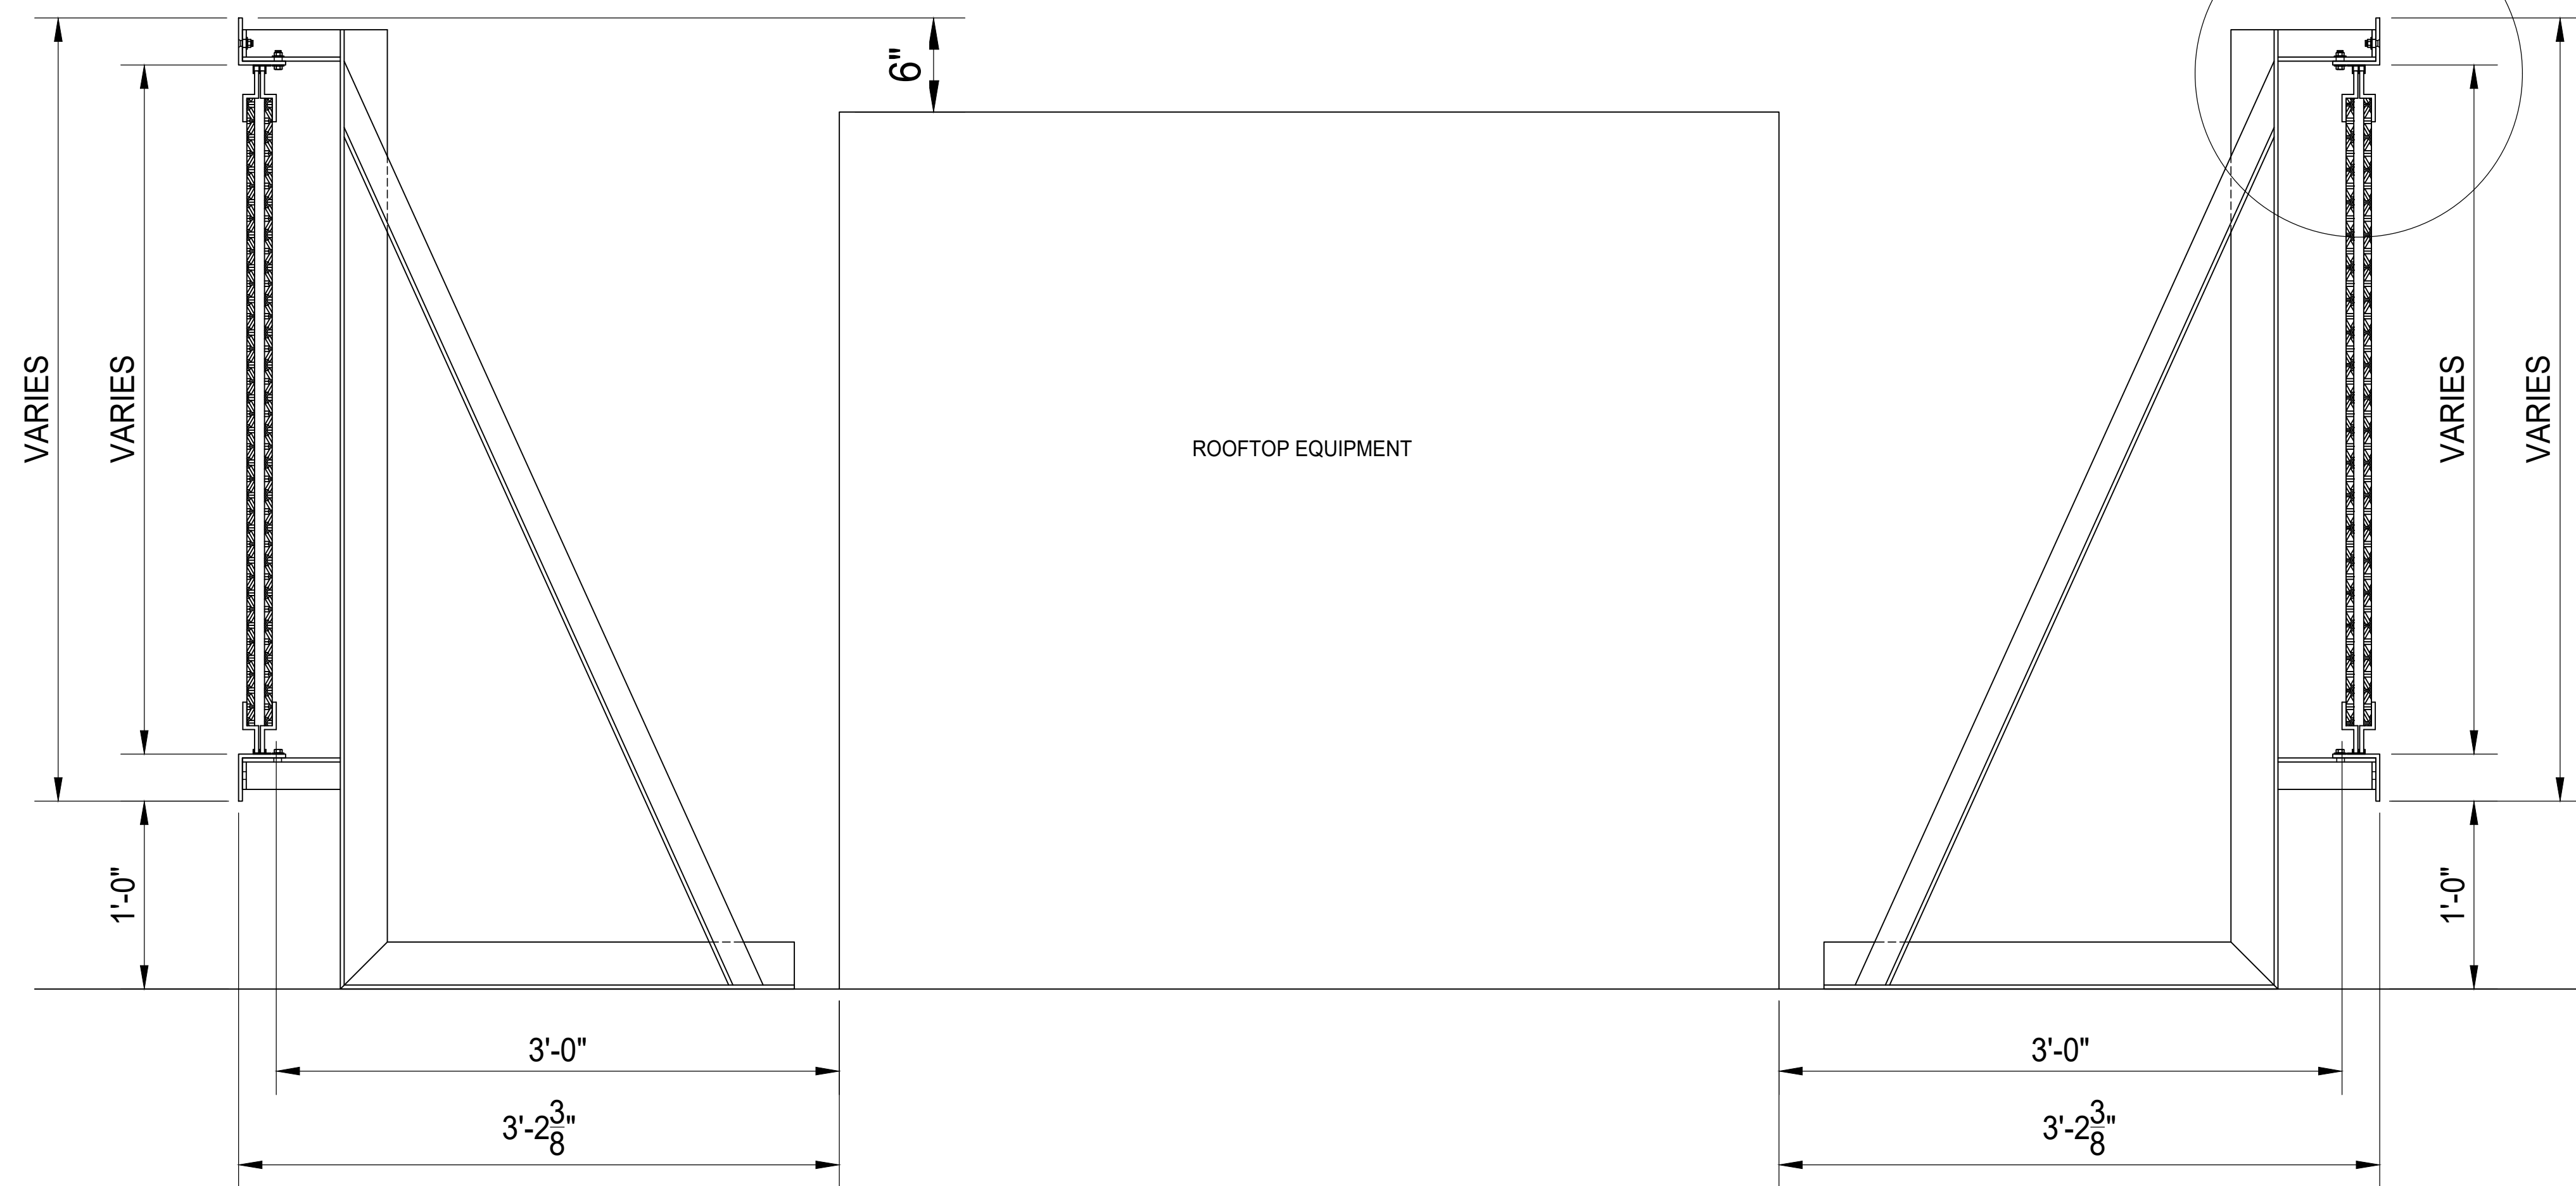 6"
VARIES
VARIES
ROOFTOP EQUIPMENT
VARIES
VARIES
1'-0"
1'-0"
3'-0"
3'-0"
3'-2 3/8"
3'-2 3/8"